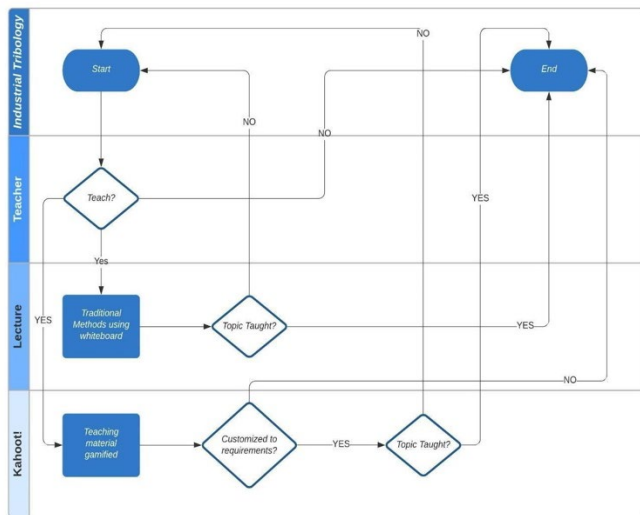 Industrial Tribology
NO
Start
End
NO
NO
Teacher
Teach?
YES
Yes
Lecture
YES
Traditional
Methods using
whiteboard
Topic Taught?
YES
NO
Kahoot!
Teaching
material
gamified
Customized to
requirements?
YES
Topic Taught?